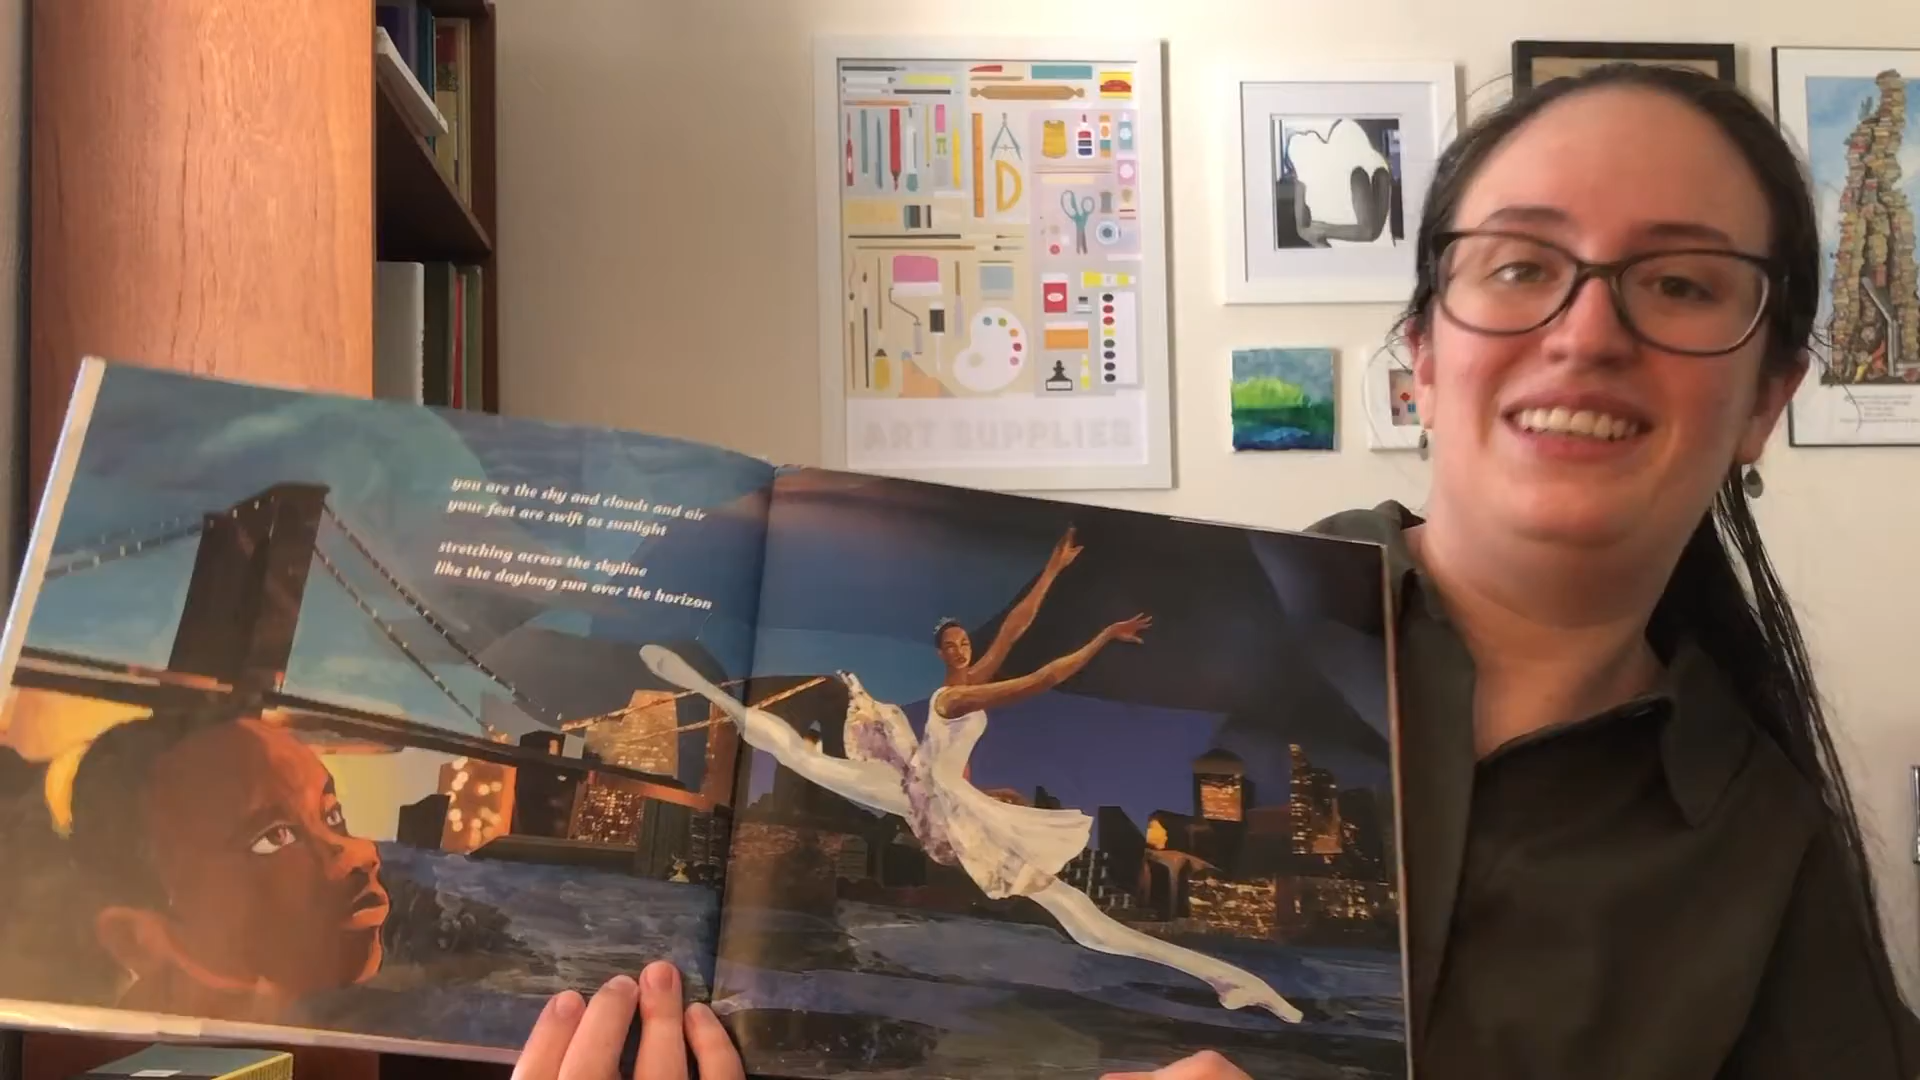 you are the sky and clouds and air
your feet are swift as sunlight
stretching across the skyline
like the daylong sun over the horizon
ART SUPPLIES